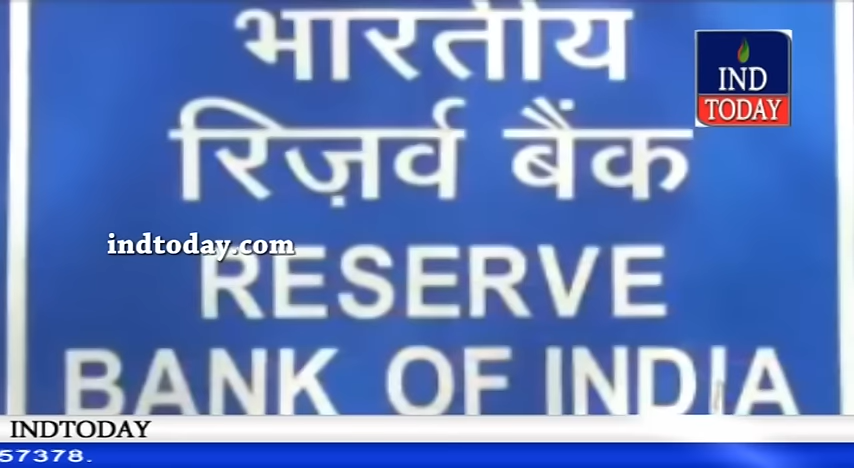 भारतीय
IND
TODAY
रिज़र्व बैंक
indtoday.com
RESERVE
BANK OF INDIA
INDTODAY
57378.